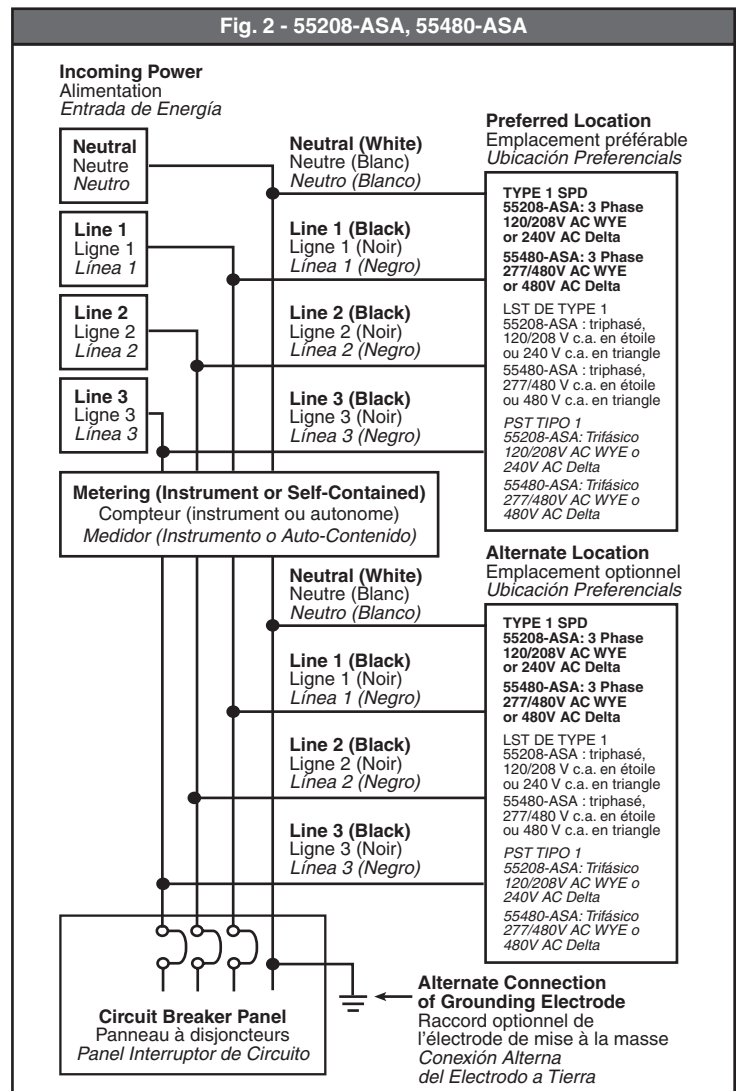 Fig. 2 - 55208-ASA, 55480-ASA
Incoming Power
Alimentation
Entrada de Energía
Neutral
Neutre
Neutro
Line 1
Ligne 1
Línea 1
Line 2
Ligne 2
Línea 2
Line 3
Ligne 3
Línea 3
Neutral (White)
Neutre (Blanc)
Neutro (Blanco)
Line 1 (Black)
Ligne 1 (Noir)
Línea 1 (Negro)
Line 2 (Black)
Ligne 2 (Noir)
Línea 2 (Negro)
Line 3 (Black)
Ligne 3 (Noir)
Línea 3 (Negro)
Preferred Location
Emplacement préférable
Ubicación Preferencials
TYPE 1 SPD
55208-ASA: 3 Phase
120/208V AC WYE
or 240V AC Delta
55480-ASA: 3 Phase
277/480V AC WYE
or 480V AC Delta
LST DE TYPE 1
55208-ASA : triphasé,
120/208 V c.a. en étoile
ou 240 V c.a. en triangle
55480-ASA : triphasé,
277/480 V c.a. en étoile
ou 480 V c.a. en triangle
PST TIPO 1
55208-ASA: Trifásico
120/208V AC WYE o
240V AC Delta
55480-ASA: Trifásico
277/480V AC WYE o
480V AC Delta
Metering (Instrument or Self-Contained)
Compteur (instrument ou autonome)
Medidor (Instrumento o Auto-Contenido)
Neutral (White)
Neutre (Blanc)
Neutro (Blanco)
Line 1 (Black)
Ligne 1 (Noir)
Línea 1 (Negro)
Line 2 (Black)
Ligne 2 (Noir)
Línea 2 (Negro)
Line 3 (Black)
Ligne 3 (Noir)
Línea 3 (Negro)
Alternate Location
Emplacement optionnel
Ubicación Preferencials
TYPE 1 SPD
55208-ASA: 3 Phase
120/208V AC WYE
or 240V AC Delta
55480-ASA: 3 Phase
277/480V AC WYE
or 480V AC Delta
LST DE TYPE 1
55208-ASA : triphasé,
120/208 V c.a. en étoile
ou 240 V c.a. en triangle
55480-ASA : triphasé,
277/480 V c.a. en étoile
ou 480 V c.a. en triangle
PST TIPO 1
55208-ASA: Trifásico
120/208V AC WYE o
240V AC Delta
55480-ASA: Trifásico
277/480V AC WYE o
480V AC Delta
Circuit Breaker Panel
Panneau à disjoncteurs
Panel Interruptor de Circuito
Alternate Connection
of Grounding Electrode
Raccord optionnel de
l'électrode de mise à la masse
Conexión Alterna
del Electrodo a Tierra